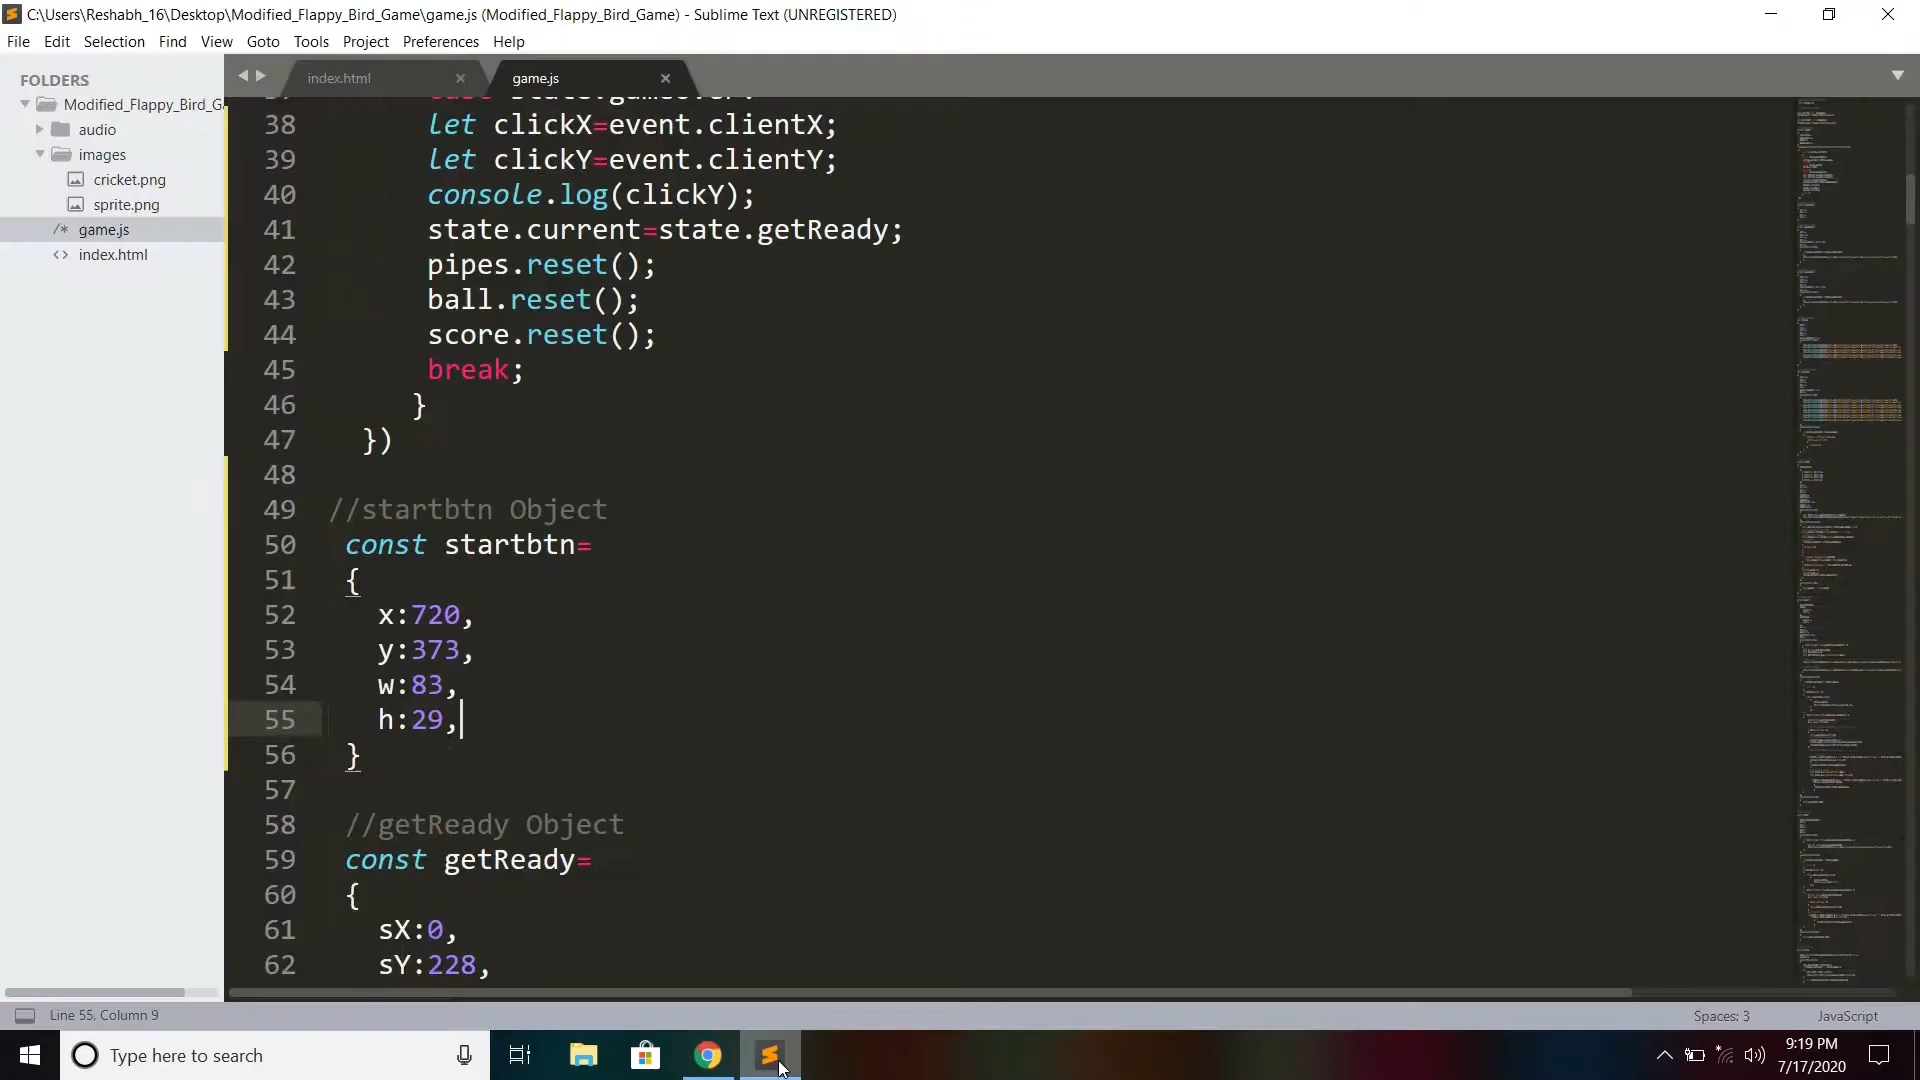 C:\Users\Reshabh_16\Desktop\Modified_Flappy_Bird_Game\game.js (Modified_Flappy_Bird_Game) - Sublime Text (UNREGISTERED)
File Edit Selection Find View Goto Tools Project Preferences Help
FOLDERS
Modified_Flappy_Bird_G
audio
images
cricket.png
sprite.png
/* game.js
<> index.html
index.html
game.js
38 let clickX=event.clientX;
39 let clickY=event.clientY;
40 console.log(clickY);
41 state.current=state.getReady;
42 pipes.reset();
43 ball.reset();
44 score.reset();
45 break;
46 }
47 })
48
49 //startbtn Object
50 const startbtn=
51 {
52 x:720,
53 y:373,
54 w:83,
55 h:29,
56 }
57
58 //getReady Object
59 const getReady=
60 {
61 sX:0,
62 sY:228,
Line 55, Column 9
Spaces: 3
JavaScript
Type here to search
9:19 PM
7/17/2020